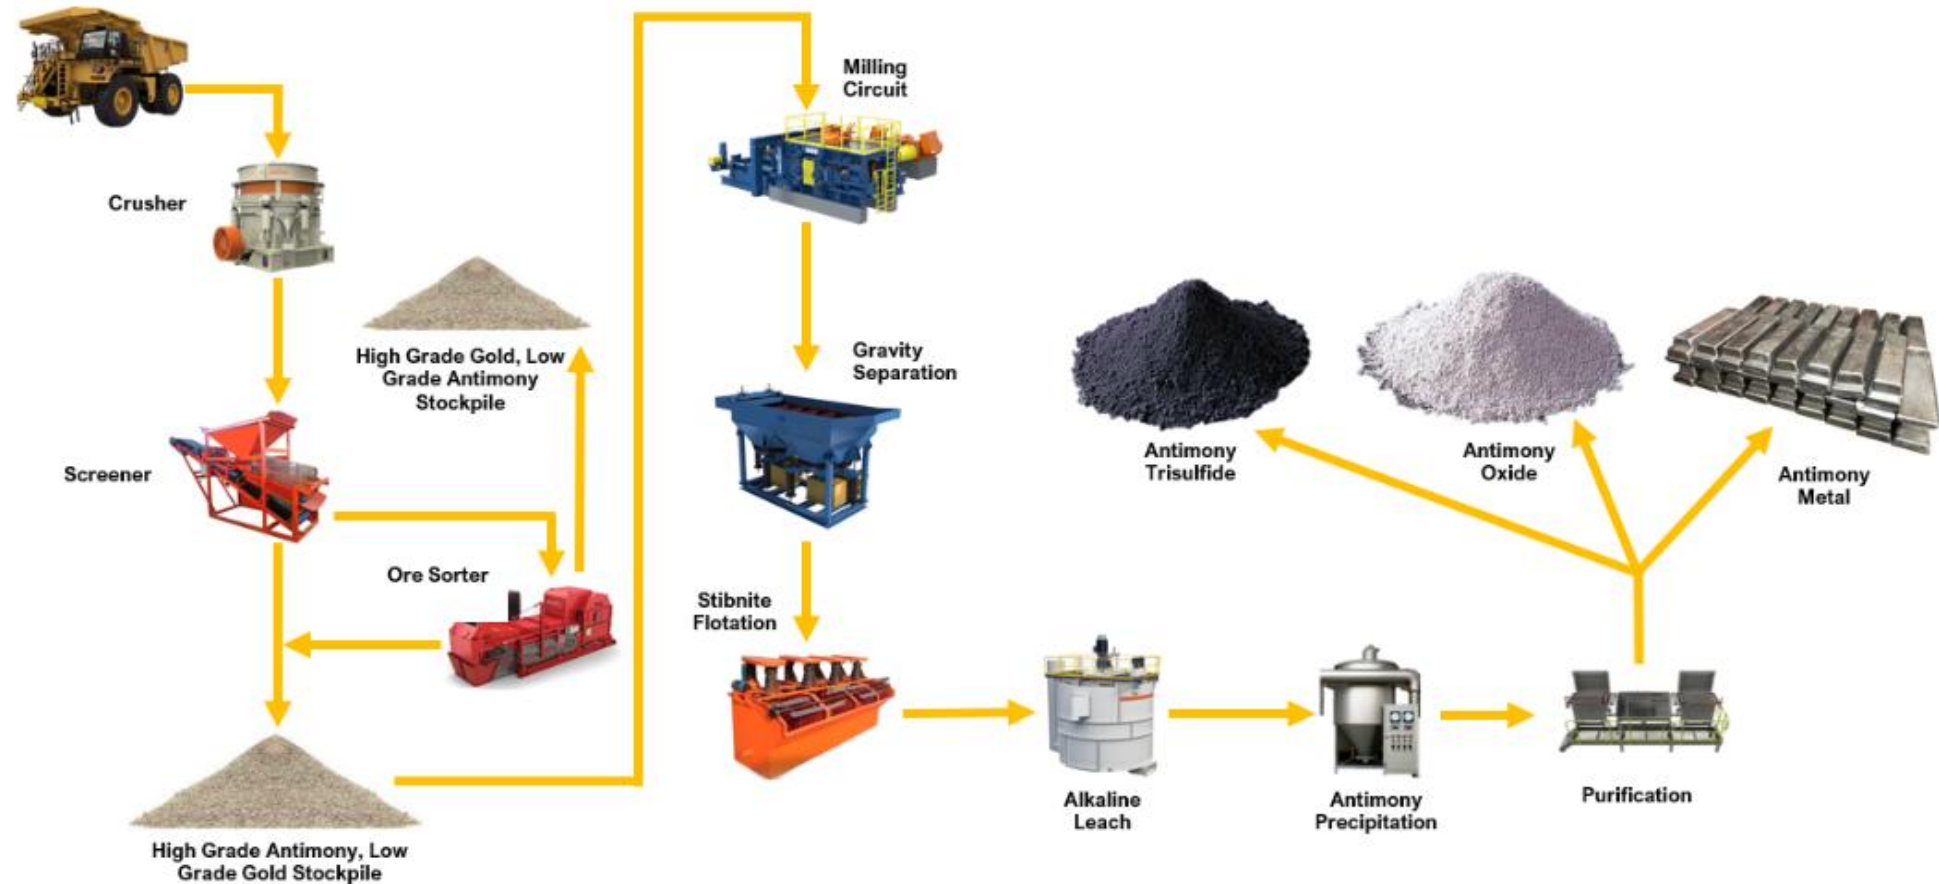 Milling
Circuit
Crusher
High Grade Gold, Low
Grade Antimony
Stockpile
Gravity
Separation
Screener
Antimony
Trisulfide
Antimony
Oxide
Antimony
Metal
Ore Sorter
Stibnite
Flotation
Alkaline
Leach
Antimony
Precipitation
Purification
High Grade Antimony, Low
Grade Gold Stockpile